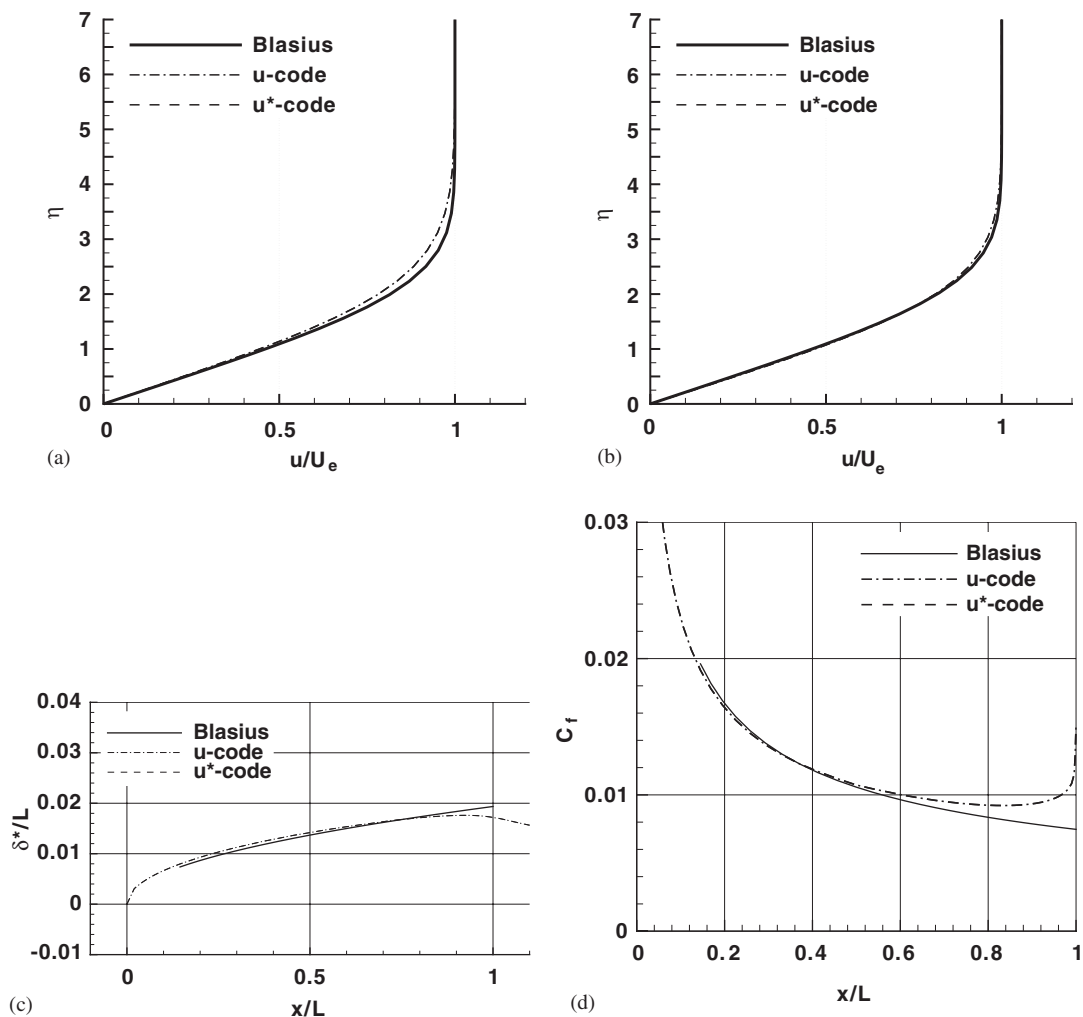 7
6
5
4
3
2
1
0
η
Blasius
u-code
u*-code
0
0.5
1
u/U_e
(a)
7
6
5
4
3
2
1
0
η
Blasius
u-code
u*-code
0
0.5
1
u/U_e
(b)
0.04
0.03
0.02
0.01
0
-0.01
δ*/L
Blasius
u-code
u*-code
0
0.5
1
x/L
(c)
0.03
0.02
0.01
0
C_f
Blasius
u-code
u*-code
0
0.2
0.4
0.6
0.8
1
x/L
(d)